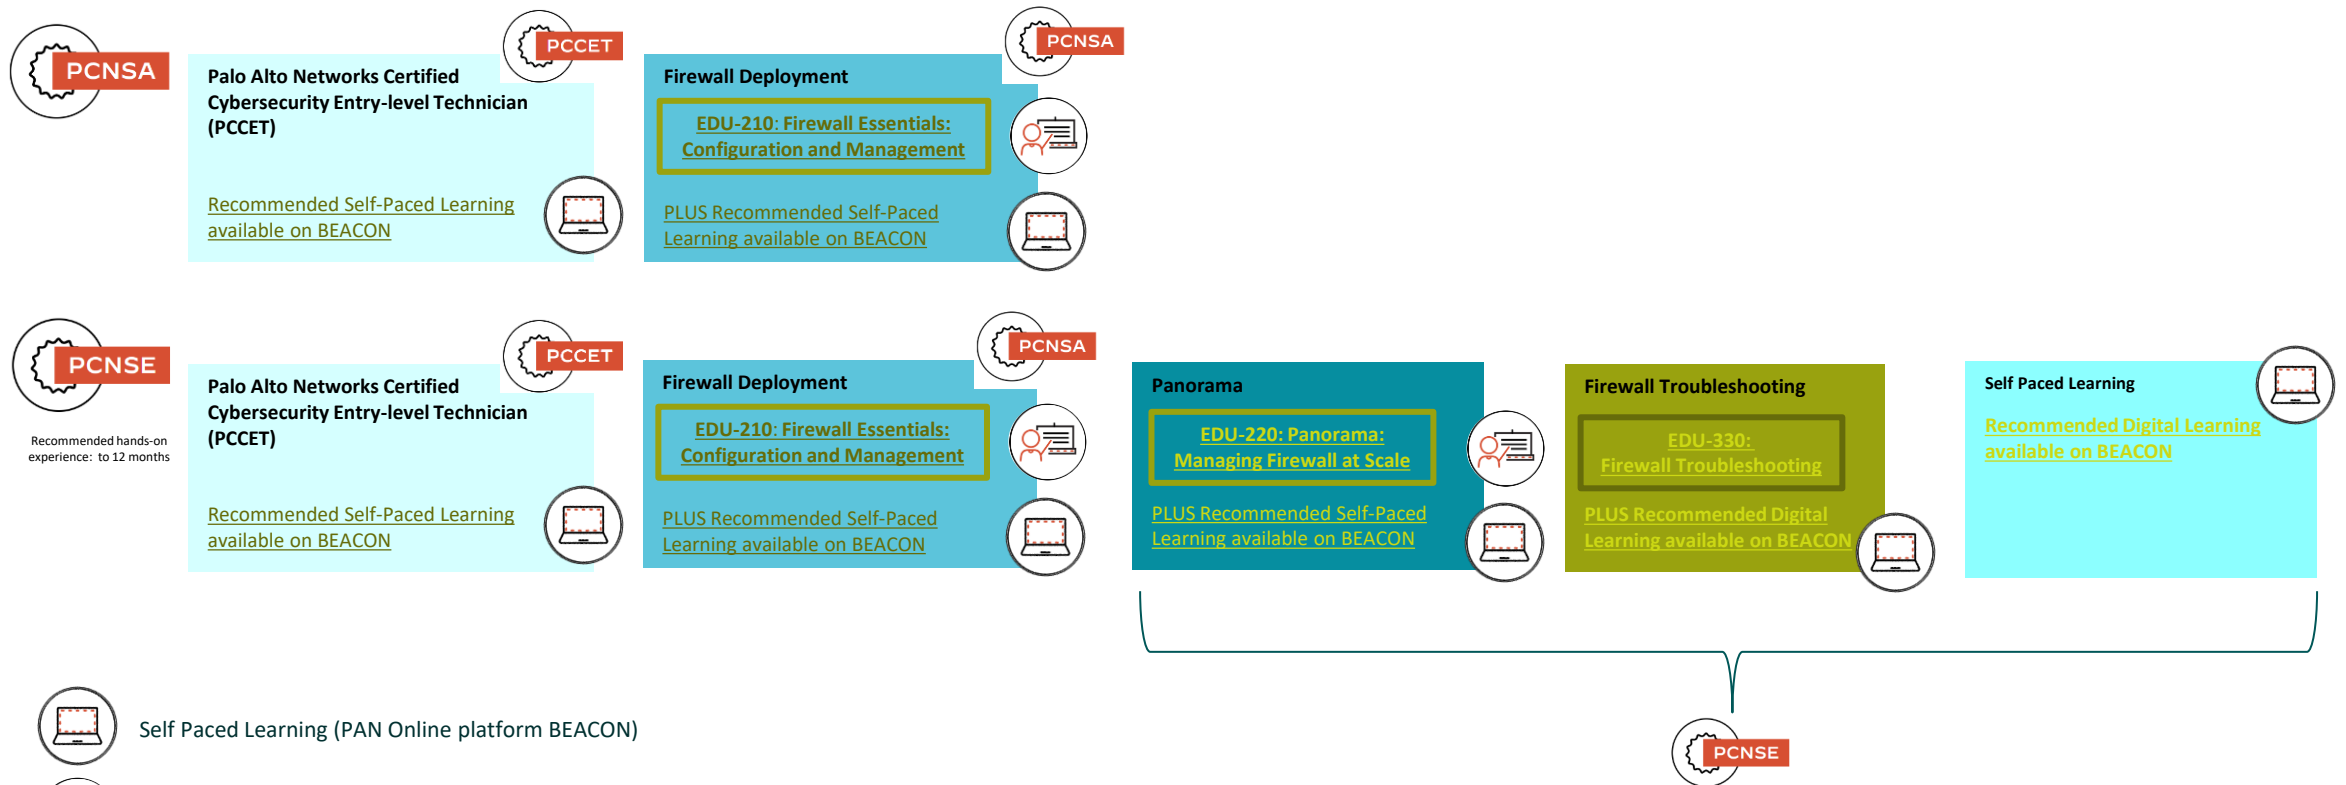 PCNSA
PCCET
Palo Alto Networks Certified
Cybersecurity Entry-level Technician
(PCCET)
Recommended Self-Paced Learning
available on BEACON
PCNSA
Firewall Deployment
EDU-210: Firewall Essentials:
Configuration and Management
PLUS Recommended Self-Paced
Learning available on BEACON
PCNSE
Recommended hands-on
experience: to 12 months
PCCET
Palo Alto Networks Certified
Cybersecurity Entry-level Technician
(PCCET)
Recommended Self-Paced Learning
available on BEACON
PCNSA
Firewall Deployment
EDU-210: Firewall Essentials:
Configuration and Management
PLUS Recommended Self-Paced
Learning available on BEACON
Panorama
EDU-220: Panorama:
Managing Firewall at Scale
PLUS Recommended Self-Paced
Learning available on BEACON
Firewall Troubleshooting
EDU-330:
Firewall Troubleshooting
PLUS Recommended Digital
Learning available on BEACON
Self Paced Learning
Recommended Digital Learning
available on BEACON
Self Paced Learning (PAN Online platform BEACON)
PCNSE